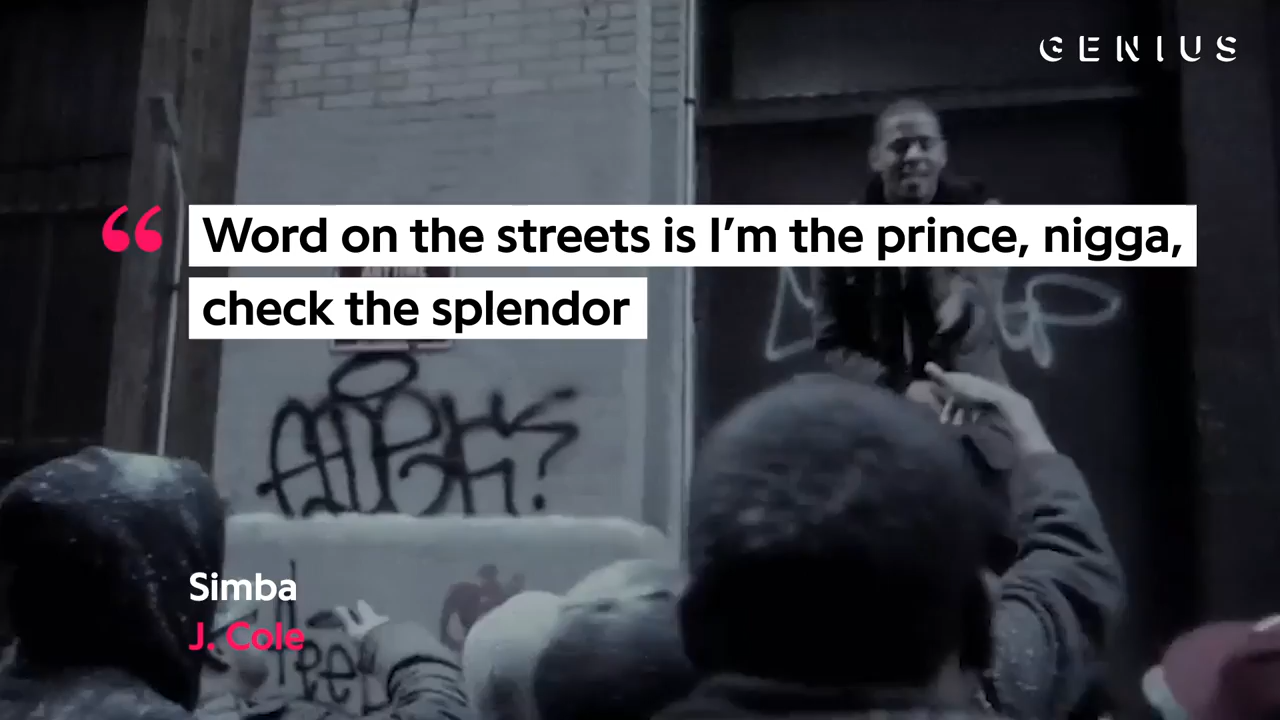 GENIUS
“Word on the streets is I’m the prince, nigga,
check the splendor
Simba
J. Cole